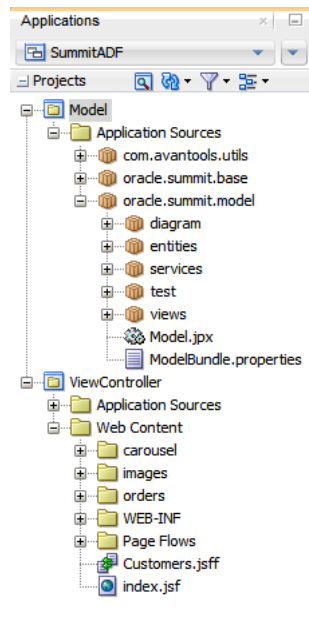 Applications
SummitADF
Projects
Model
Application Sources
com.avantools.utils
oracle.summit.base
oracle.summit.model
diagram
entities
services
test
views
Model.jpx
ModelBundle.properties
ViewController
Application Sources
Web Content
carousel
images
orders
WEB-INF
Page Flows
Customers.jsff
index.jsf